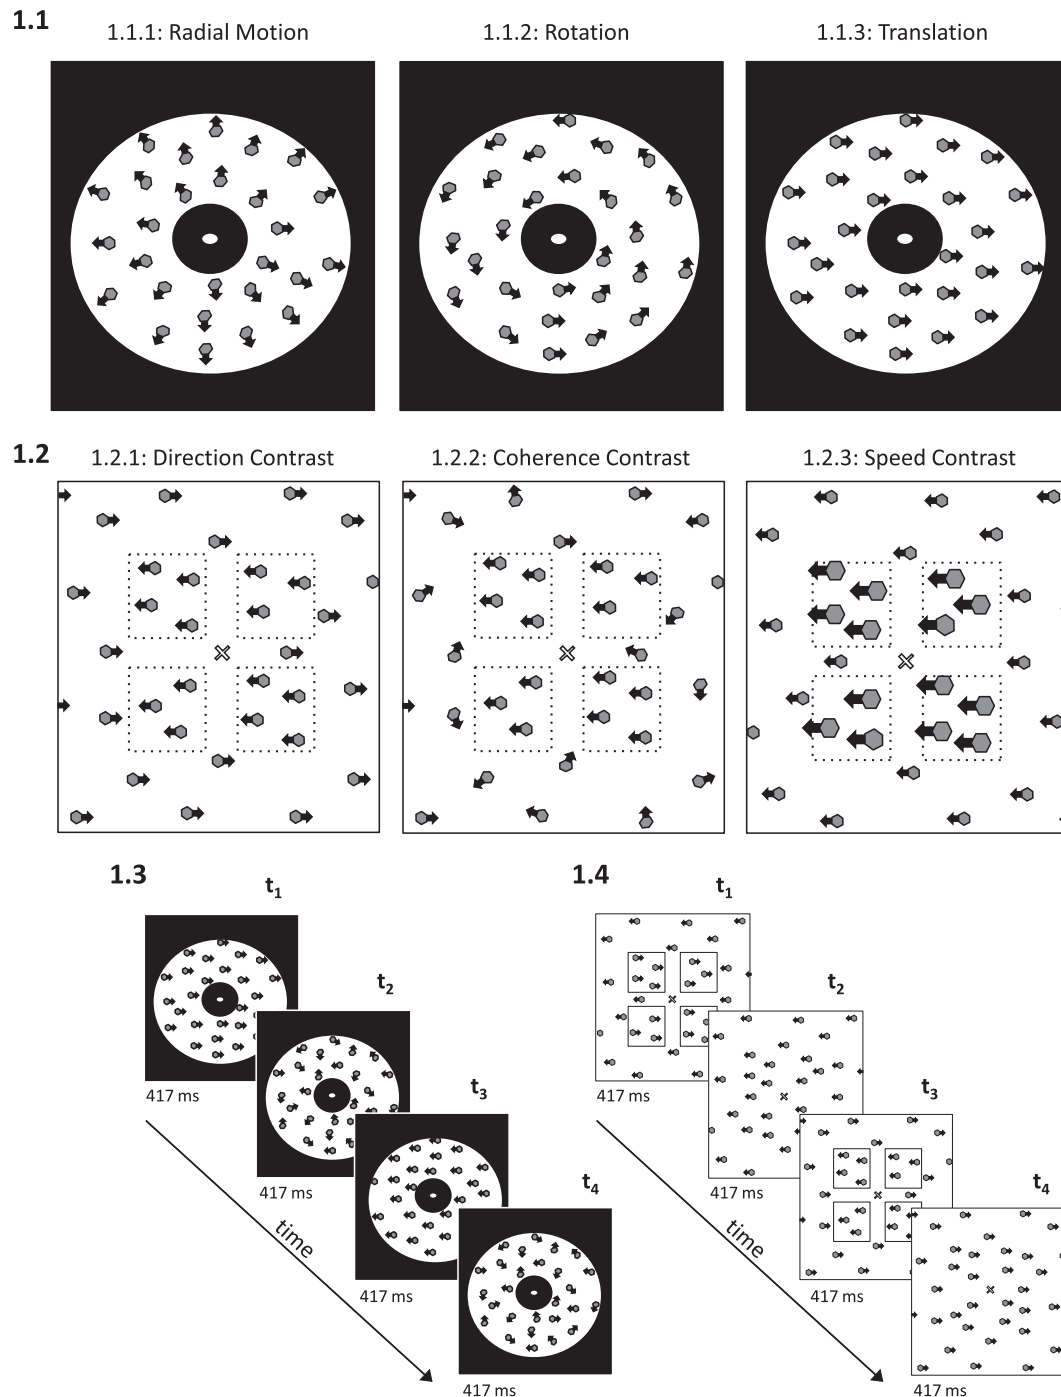 1.1
1.1.1: Radial Motion
1.1.2: Rotation
1.1.3: Translation
1.2
1.2.1: Direction Contrast
1.2.2: Coherence Contrast
1.2.3: Speed Contrast
1.3
t1
t2
t3
t4
417 ms
417 ms
417 ms
417 ms
time
1.4
t1
t2
t3
t4
417 ms
417 ms
417 ms
417 ms
time